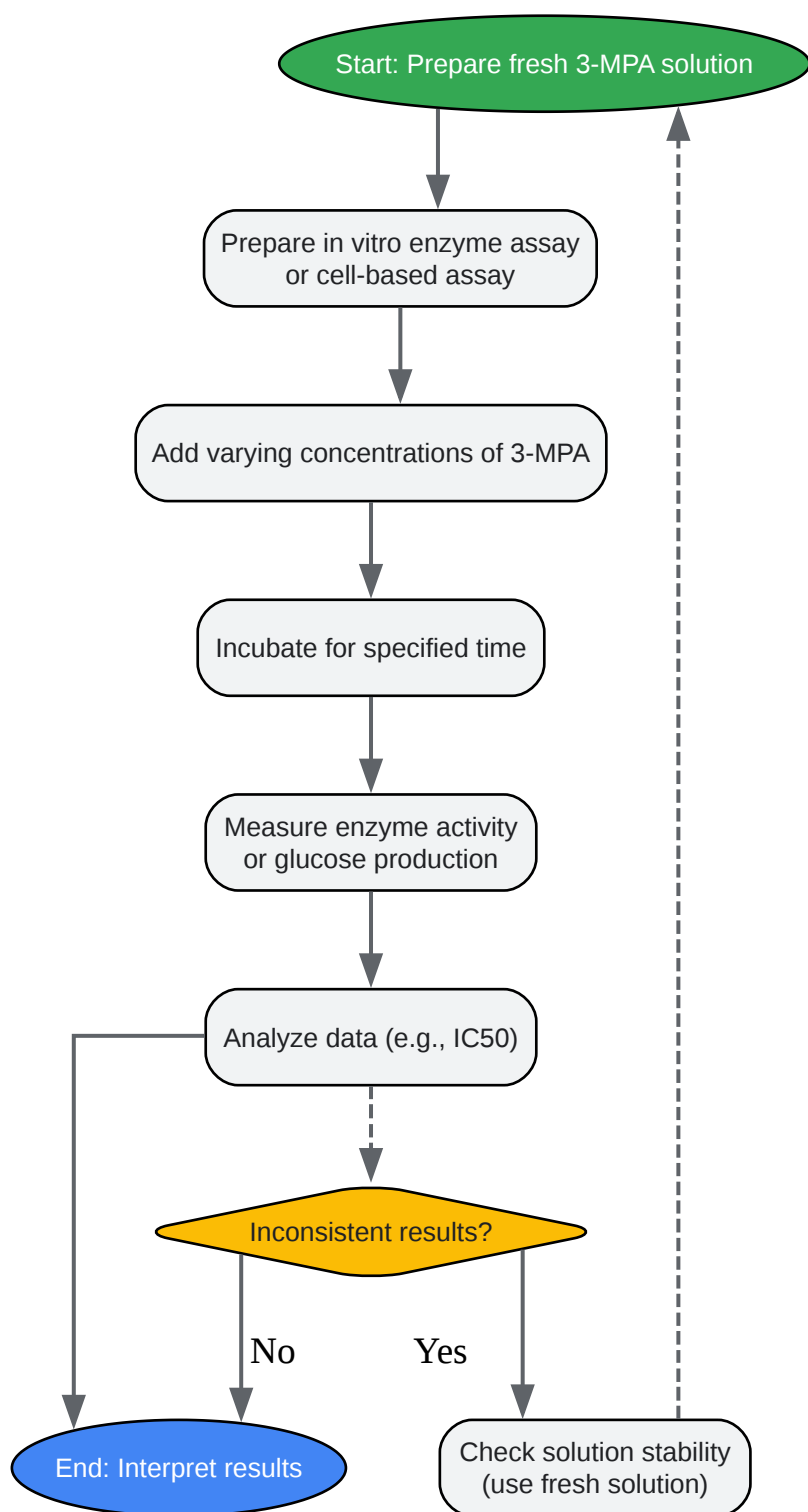 Start: Prepare fresh 3-MPA solution
Prepare in vitro enzyme assay
or cell-based assay
Add varying concentrations of 3-MPA
Incubate for specified time
Measure enzyme activity
or glucose production
Analyze data (e.g., IC50)
Inconsistent results?
No
Yes
End: Interpret results
Check solution stability
(use fresh solution)